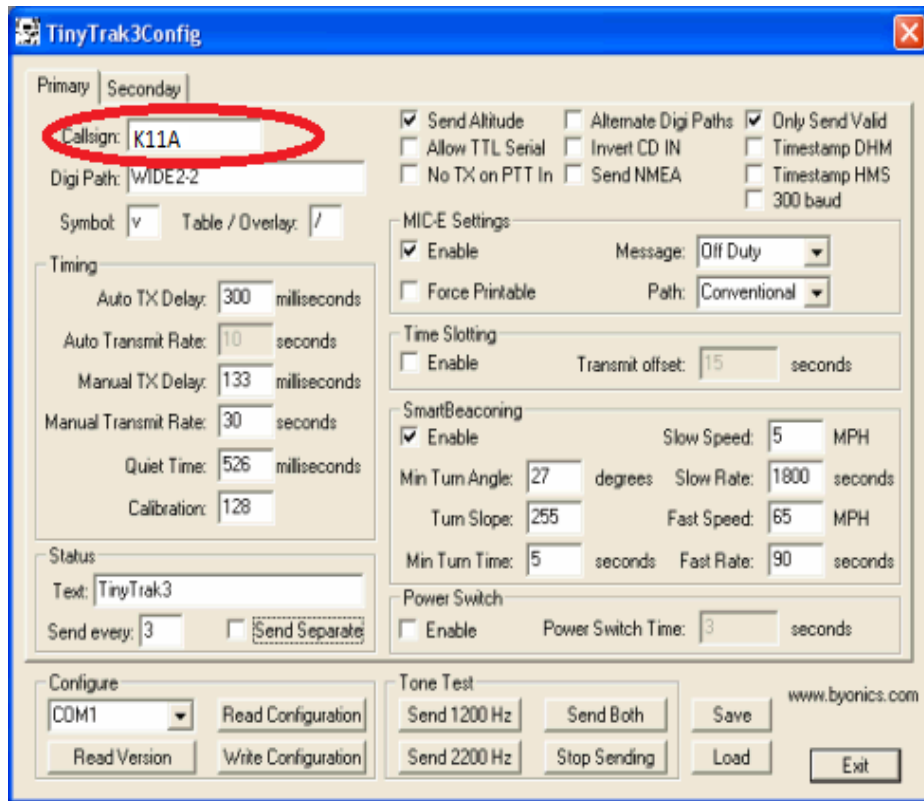 TinyTrak3Config
Primary
Seconday
Callsign: K11A
Digi Path: WIDE2-2
Symbol: v Table / Overlay: /
Timing
Auto TX Delay: 300 milliseconds
Auto Transmit Rate: 10 seconds
Manual TX Delay: 133 milliseconds
Manual Transmit Rate: 30 seconds
Quiet Time: 526 milliseconds
Calibration: 128
Status
Text: TinyTrak3
Send every: 3 Send Separate
Send Altitude Alternate Digi Paths Only Send Valid
Allow TTL Serial Invert CD IN Timestamp DHM
No TX on PTT In Send NMEA Timestamp HMS
300 baud
MIC-E Settings
Enable Message: Off Duty
Force Printable Path: Conventional
Time Slotting
Enable Transmit offset: 15 seconds
SmartBeaconing
Enable Slow Speed: 5 MPH
Min Turn Angle: 27 degrees Slow Rate: 1800 seconds
Turn Slope: 255 Fast Speed: 65 MPH
Min Turn Time: 5 seconds Fast Rate: 90 seconds
Power Switch
Enable Power Switch Time: 3 seconds
Configure
COM1 Read Configuration
Read Version Write Configuration
Tone Test
Send 1200 Hz Send Both
Send 2200 Hz Stop Sending
Save
Load
www.byonics.com
Exit